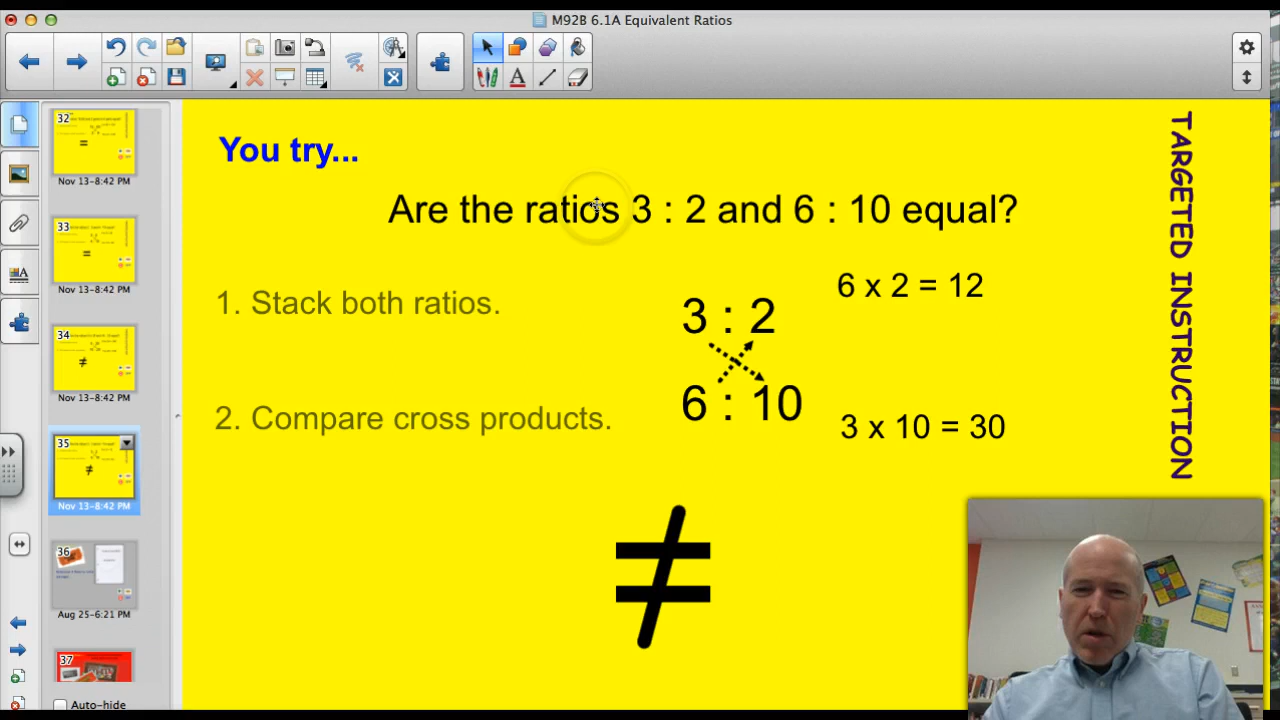 M92B 6.1A Equivalent Ratios
You try...
Are the ratios 3 : 2 and 6 : 10 equal?
1. Stack both ratios.
3 : 2
6 x 2 = 12
2. Compare cross products.
6 : 10
3 x 10 = 30
≠
TARGETED INSTRUCTION
32
=
Nov 13-8:42 PM
33
=
Nov 13-8:42 PM
34
≠
Nov 13-8:42 PM
35
≠
Nov 13-8:42 PM
36
Aug 25-6:21 PM
37
Auto-hide